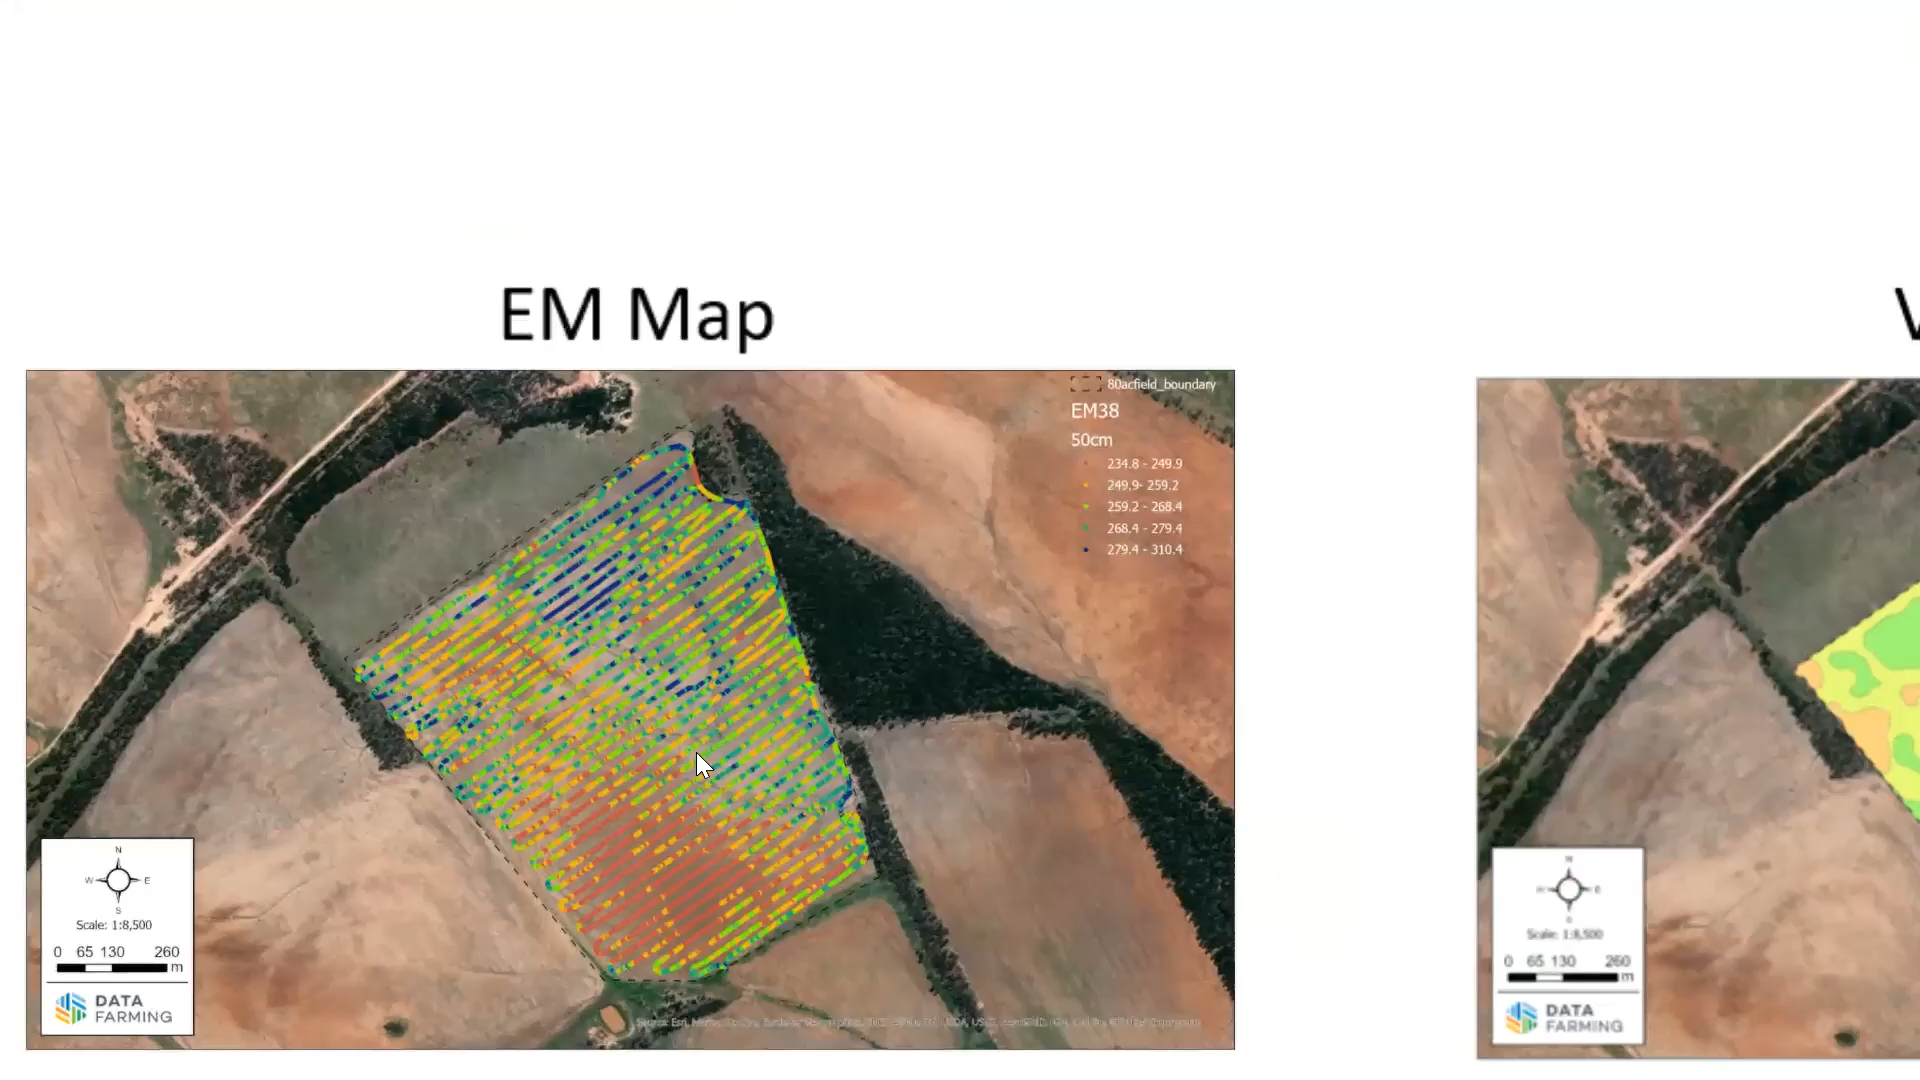 EM Map
V
80acfield_boundary
EM38
50cm
234.8 - 249.9
249.9- 259.2
259.2 - 268.4
268.4 - 279.4
279.4 - 310.4
N
W E
S
Scale: 1:8,500
0 65 130 260
m
DATA
FARMING
N
S
Scale: 1:8,500
0 65 130 260
m
DATA
FARMING